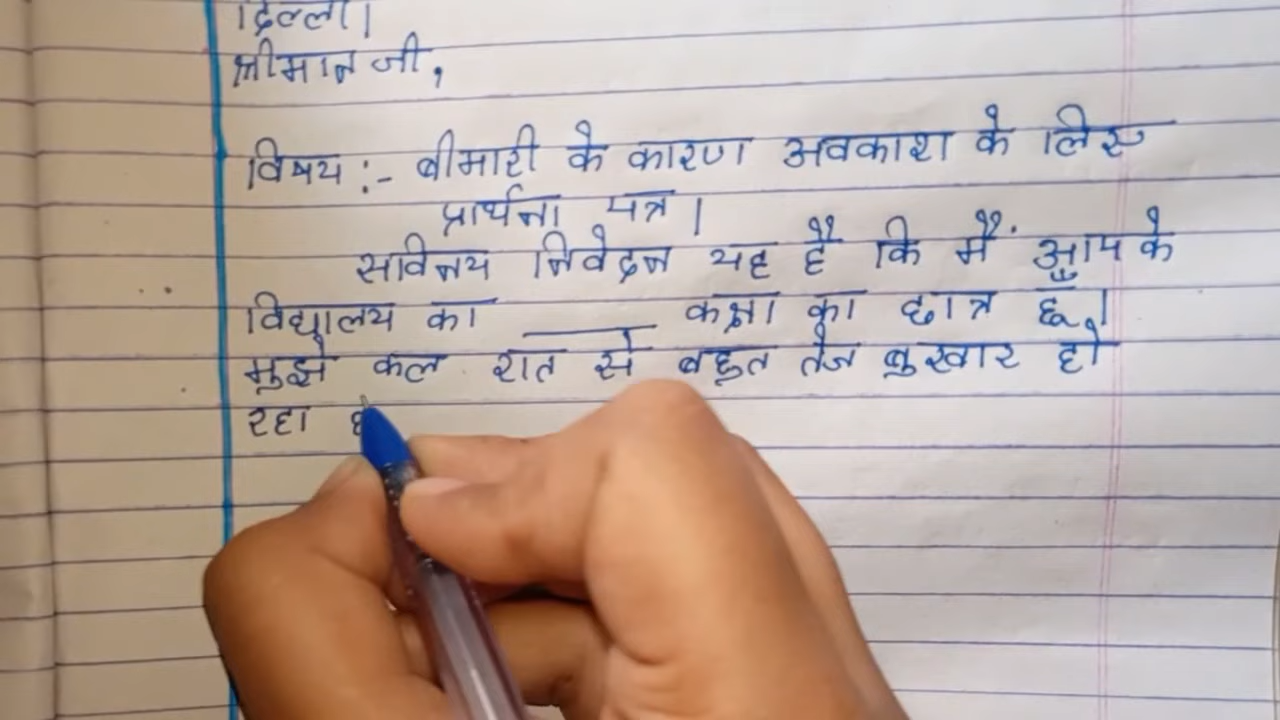 दिल्ली।
श्रीमान जी,
विषय :- बीमारी के कारण अवकाश के लिए
प्रार्थना पत्र।
सविनय निवेदन यह है कि मैं आपके
विद्यालय का ______ कक्षा का छात्र हूँ।
मुझे कल रात से बहुत तेज बुखार हो
रहा